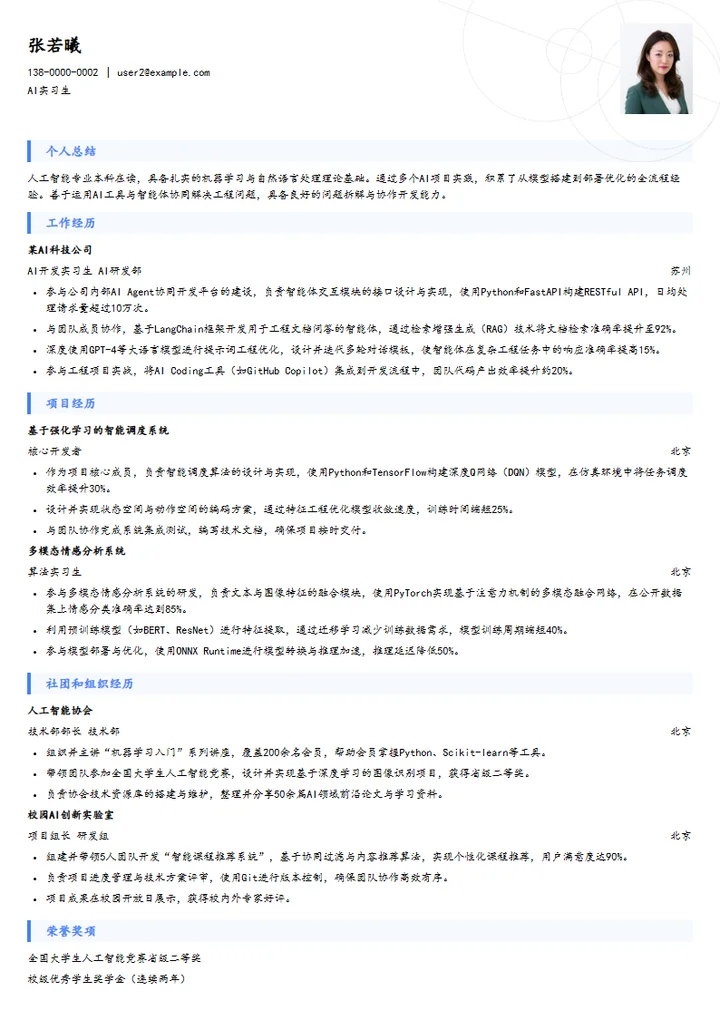 张若曦
138-0000-0002 | user2@example.com
AI实习生
个人总结
人工智能专业本科在读，具备扎实的机器学习与自然语言处理理论基础。通过多个AI项目实践，积累了从模型搭建到部署优化的全流程经
验。善于运用AI工具与智能体协同解决工程问题，具备良好的问题拆解与协作开发能力。
工作经历
某AI科技公司
AI开发实习生 AI研发部 苏州
• 参与公司内部AI Agent协同开发平台的建设，负责智能体交互模块的接口设计与实现，使用Python和FastAPI构建RESTful API，日均处
理请求量超过10万次。
• 与团队成员协作，基于LangChain框架开发用于工程文档问答的智能体，通过检索增强生成（RAG）技术将文档检索准确率提升至92%。
• 深度使用GPT-4等大语言模型进行提示词工程优化，设计并迭代多轮对话模板，使智能体在复杂工程任务中的响应准确率提高15%。
• 参与工程项目实战，将AI Coding工具（如GitHub Copilot）集成到开发流程中，团队代码产出效率提升约20%。
项目经历
基于强化学习的智能调度系统
核心开发者 北京
• 作为项目核心成员，负责智能调度算法的设计与实现，使用Python和TensorFlow构建深度Q网络（DQN）模型，在仿真环境中将任务调度
效率提升30%。
• 设计并实现状态空间与动作空间的编码方案，通过特征工程优化模型收敛速度，训练时间缩短25%。
• 与团队协作完成系统集成测试，编写技术文档，确保项目按时交付。
多模态情感分析系统
算法实习生 北京
• 参与多模态情感分析系统的研发，负责文本与图像特征的融合模块，使用PyTorch实现基于注意力机制的多模态融合网络，在公开数据
集上情感分类准确率达到85%。
• 利用预训练模型（如BERT、ResNet）进行特征提取，通过迁移学习减少训练数据需求，模型训练周期缩短40%。
• 参与模型部署与优化，使用ONNX Runtime进行模型转换与推理加速，推理延迟降低50%。
社团和组织经历
人工智能协会
技术部部长 技术部 北京
• 组织并主讲“机器学习入门”系列讲座，覆盖200余名会员，帮助会员掌握Python、Scikit-learn等工具。
• 带领团队参加全国大学生人工智能竞赛，设计并实现基于深度学习的图像识别项目，获得省级二等奖。
• 负责协会技术资源库的搭建与维护，整理并分享50余篇AI领域前沿论文与学习资料。
校园AI创新实验室
项目组长 研发组 北京
• 组建并带领5人团队开发“智能课程推荐系统”，基于协同过滤与内容推荐算法，实现个性化课程推荐，用户满意度达90%。
• 负责项目进度管理与技术方案评审，使用Git进行版本控制，确保团队协作高效有序。
• 项目成果在校园开放日展示，获得校内外专家好评。
荣誉奖项
全国大学生人工智能竞赛省级二等奖
校级优秀学生奖学金（连续两年）